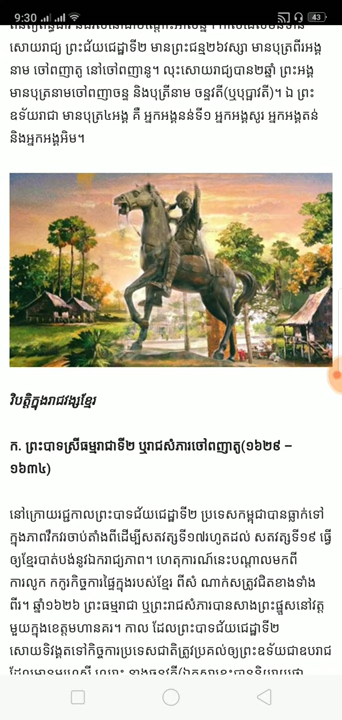 9:30
43
សោយរាជ្យ ព្រះជ័យជេដ្ឋាទី២ មានព្រះជន្ម២៦វស្សា មានបុត្រពីរអង្គ
នាម ចៅពញាតូ នៅចៅពញានូ។ លុះសោយរាជ្យបាន២ឆ្នាំ ព្រះអង្គ
មានបុត្រនាមចៅពញាចន្ទ និងបុត្រីនាម ចន្ទវតី(ឬបុប្ផាវតី)។ ឯ ព្រះ
ឧទ័យរាជា មានបុត្រ៤អង្គ គឺ អ្នកអង្គនន់ទី១ អ្នកអង្គសូរ អ្នកអង្គតន់
និងអ្នកអង្គអិម។
វិបត្តិក្នុងរាជវង្សខ្មែរ
ក. ព្រះបាទស្រីធម្មរាជាទី២ ឬរាជសំភារចៅពញាតូ(១៦២៩ –
១៦៣៤)
នៅក្រោយរជ្ជកាលព្រះបាទជ័យជេដ្ឋាទី២ ប្រទេសកម្ពុជាបានធ្លាក់ទៅ
ក្នុងភាពវឹកវរចាប់តាំងពីដើម្បីសតវត្សទី១៧រហូតដល់ សតវត្សទី១៩ ធ្វើ
ឲ្យខ្មែរបាត់បង់នូវឯករាជ្យភាព។ ហេតុការណ៍នេះបណ្តាលមកពី
ការលូក កកូរកិច្ចការផ្ទៃក្នុងរបស់ខ្មែរ ពីសំ ណាក់សត្រូវជិតខាងទាំង
ពីរ។ ឆ្នាំ១៦២៦ ព្រះធម្មរាជា ឬព្រះរាជសំភារបានសាងព្រះផ្នួសនៅវត្ត
មួយក្នុងខេត្តមហានគរ។ កាល ដែលព្រះបាទជ័យជេដ្ឋាទី២
សោយទិវង្គតទៅកិច្ចការប្រទេសជាតិត្រូវប្រគល់ឲ្យព្រះឧទ័យជាឧបរាជ